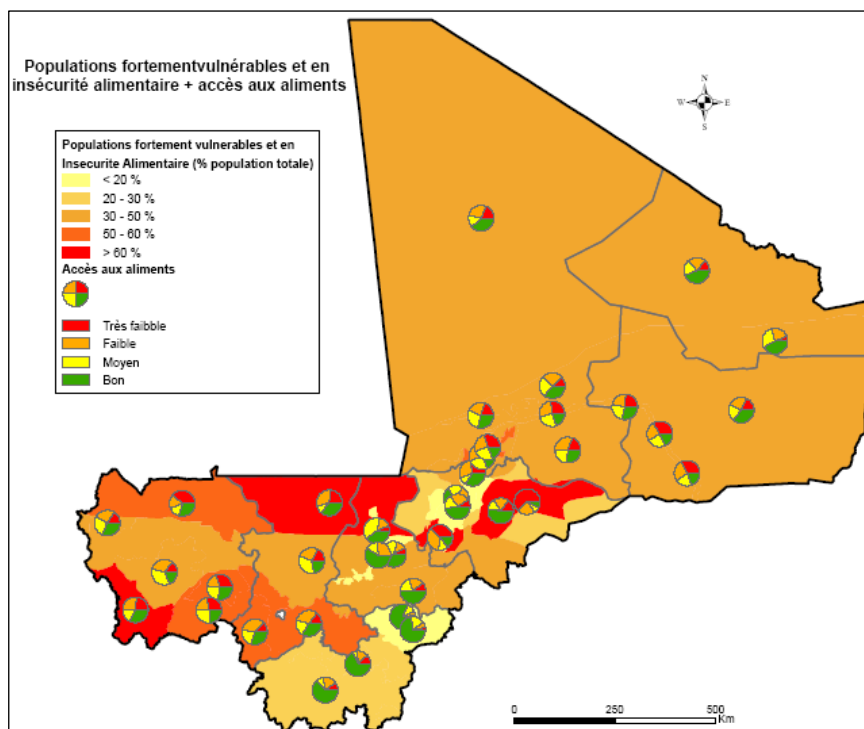 Populations fortementvulnérables et en
insécurité alimentaire + accès aux aliments
N
W E
S
Populations fortement vulnerables et en
Insecurite Alimentaire (% population totale)
< 20 %
20 - 30 %
30 - 50 %
50 - 60 %
> 60 %
Accès aux aliments
Très faibble
Faible
Moyen
Bon
0 250 500
Km